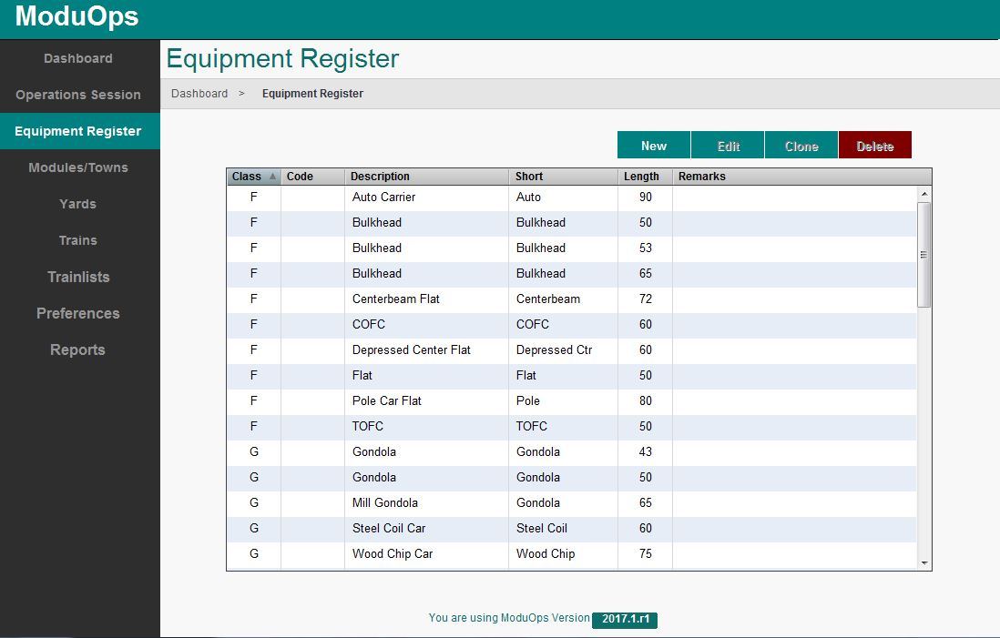 ModuOps
Dashboard
Operations Session
Equipment Register
Modules/Towns
Yards
Trains
Trainlists
Preferences
Reports
Equipment Register
Dashboard > Equipment Register
New Edit Clone Delete
Class Code Description Short Length Remarks
F Auto Carrier Auto 90
F Bulkhead Bulkhead 50
F Bulkhead Bulkhead 53
F Bulkhead Bulkhead 65
F Centerbeam Flat Centerbeam 72
F COFC COFC 60
F Depressed Center Flat Depressed Ctr 60
F Flat Flat 50
F Pole Car Flat Pole 80
F TOFC TOFC 50
G Gondola Gondola 43
G Gondola Gondola 50
G Mill Gondola Gondola 65
G Steel Coil Car Steel Coil 60
G Wood Chip Car Wood Chip 75
You are using ModuOps Version 2017.1.r1